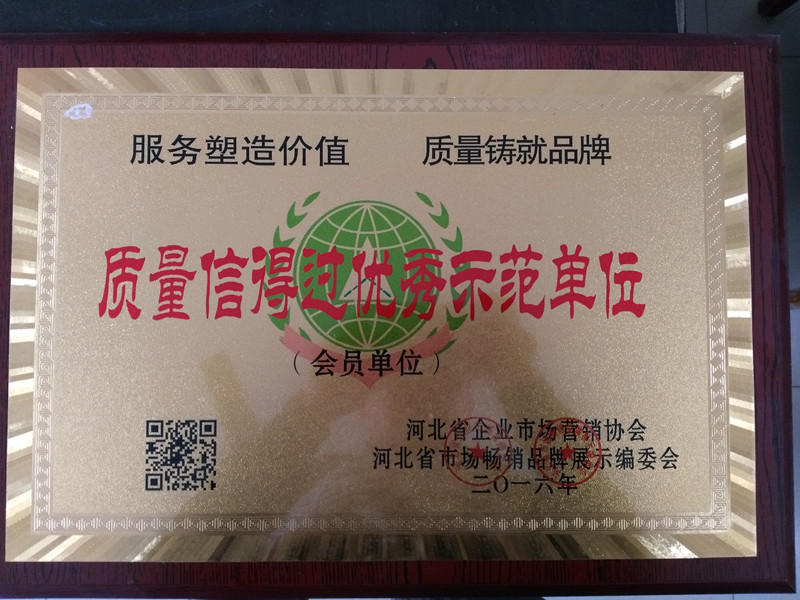 服务塑造价值 质量铸就品牌
质量信得过优秀示范单位
（会员单位）
河北省企业市场营销协会
河北省市场畅销品牌展示编委会
二〇一六年